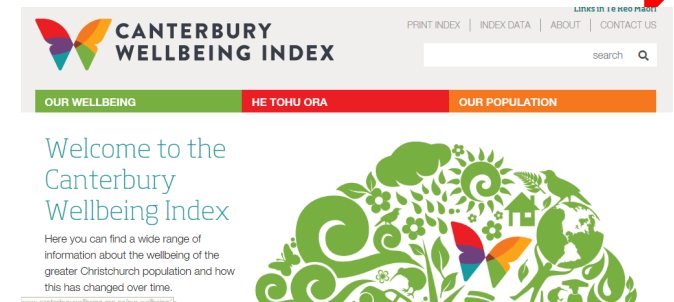 Links in Te Reo Māori
PRINT INDEX | INDEX DATA | ABOUT | CONTACT US
CANTERBURY
WELLBEING INDEX
search
OUR WELLBEING
HE TOHU ORA
OUR POPULATION
Welcome to the
Canterbury
Wellbeing Index
Here you can find a wide range of
information about the wellbeing of the
greater Christchurch population and how
this has changed over time.